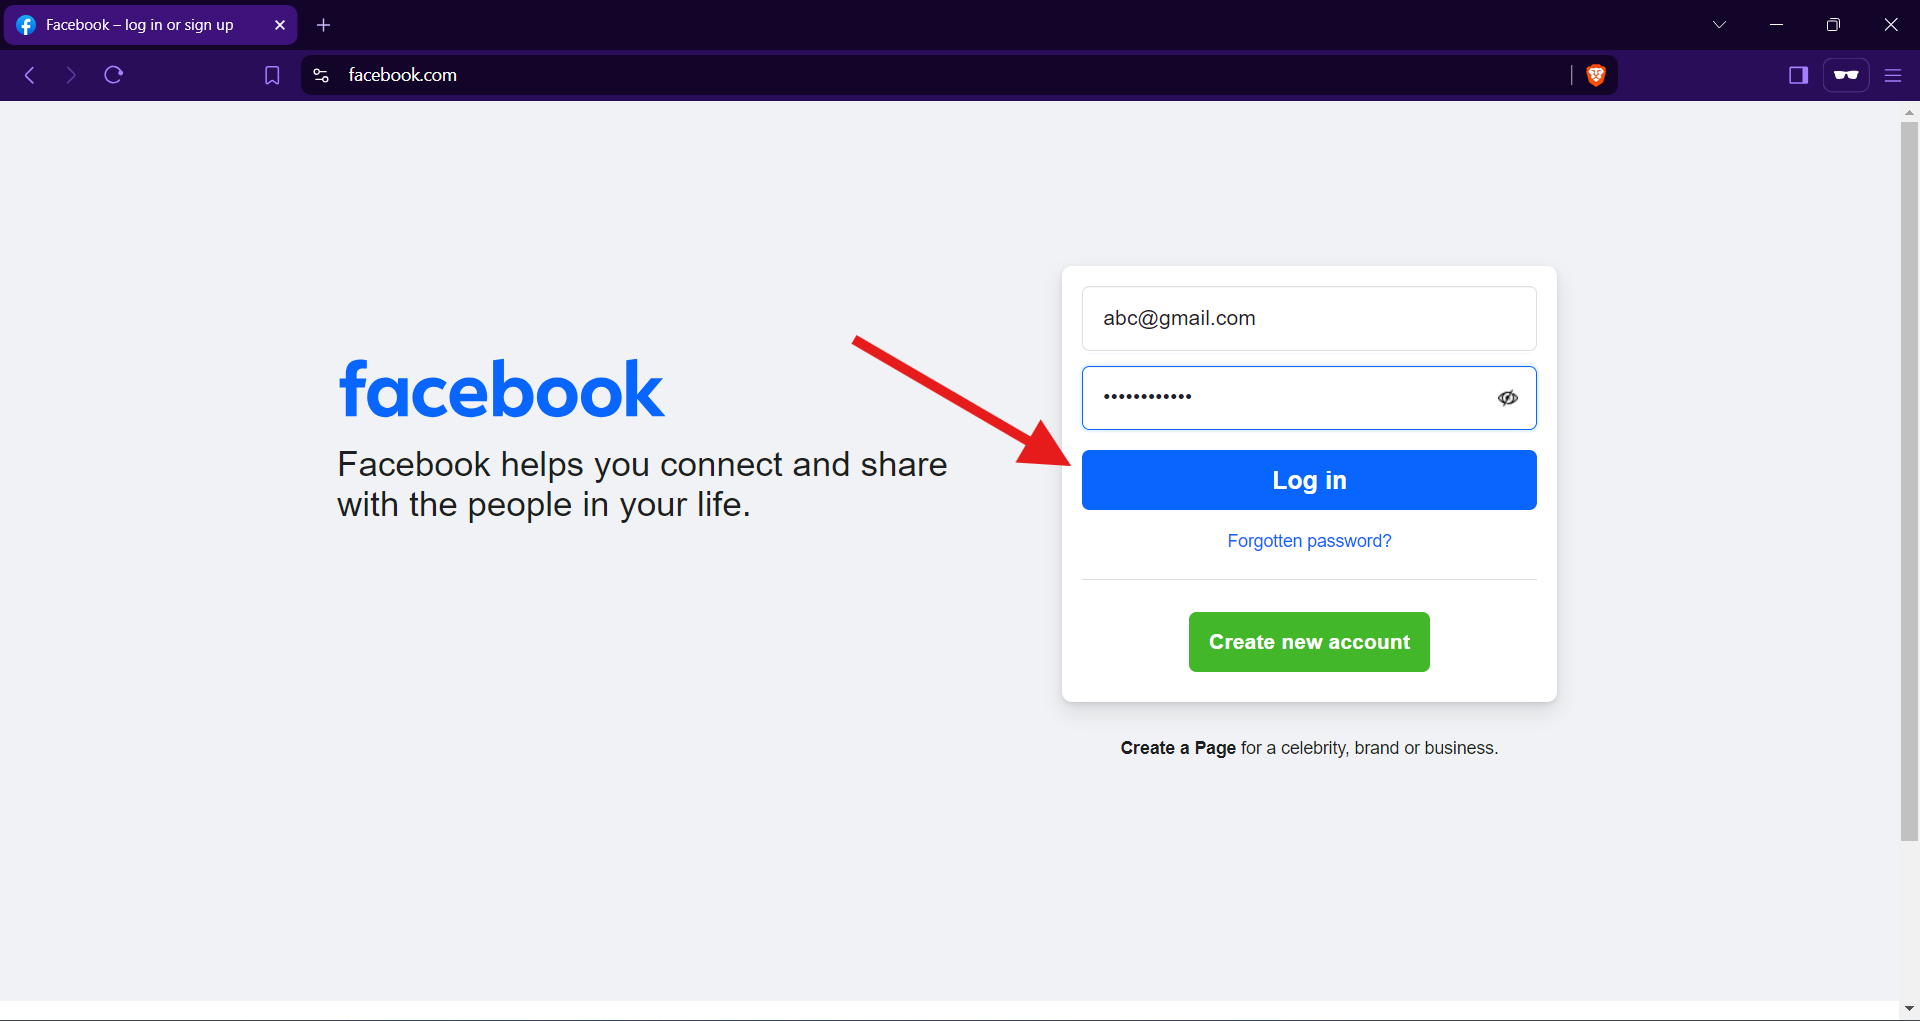 Facebook – log in or sign up
facebook.com
abc@gmail.com
••••••••••••
facebook
Facebook helps you connect and share
with the people in your life.
Log in
Forgotten password?
Create new account
Create a Page for a celebrity, brand or business.